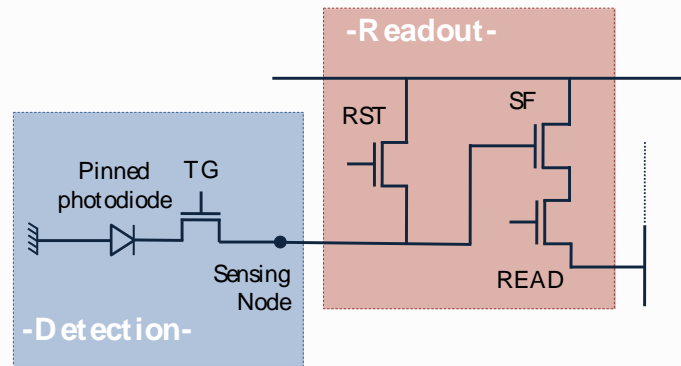 -Readout-
SF
RST
Pinned
photodiode
TG
Sensing
Node
READ
-Detection-